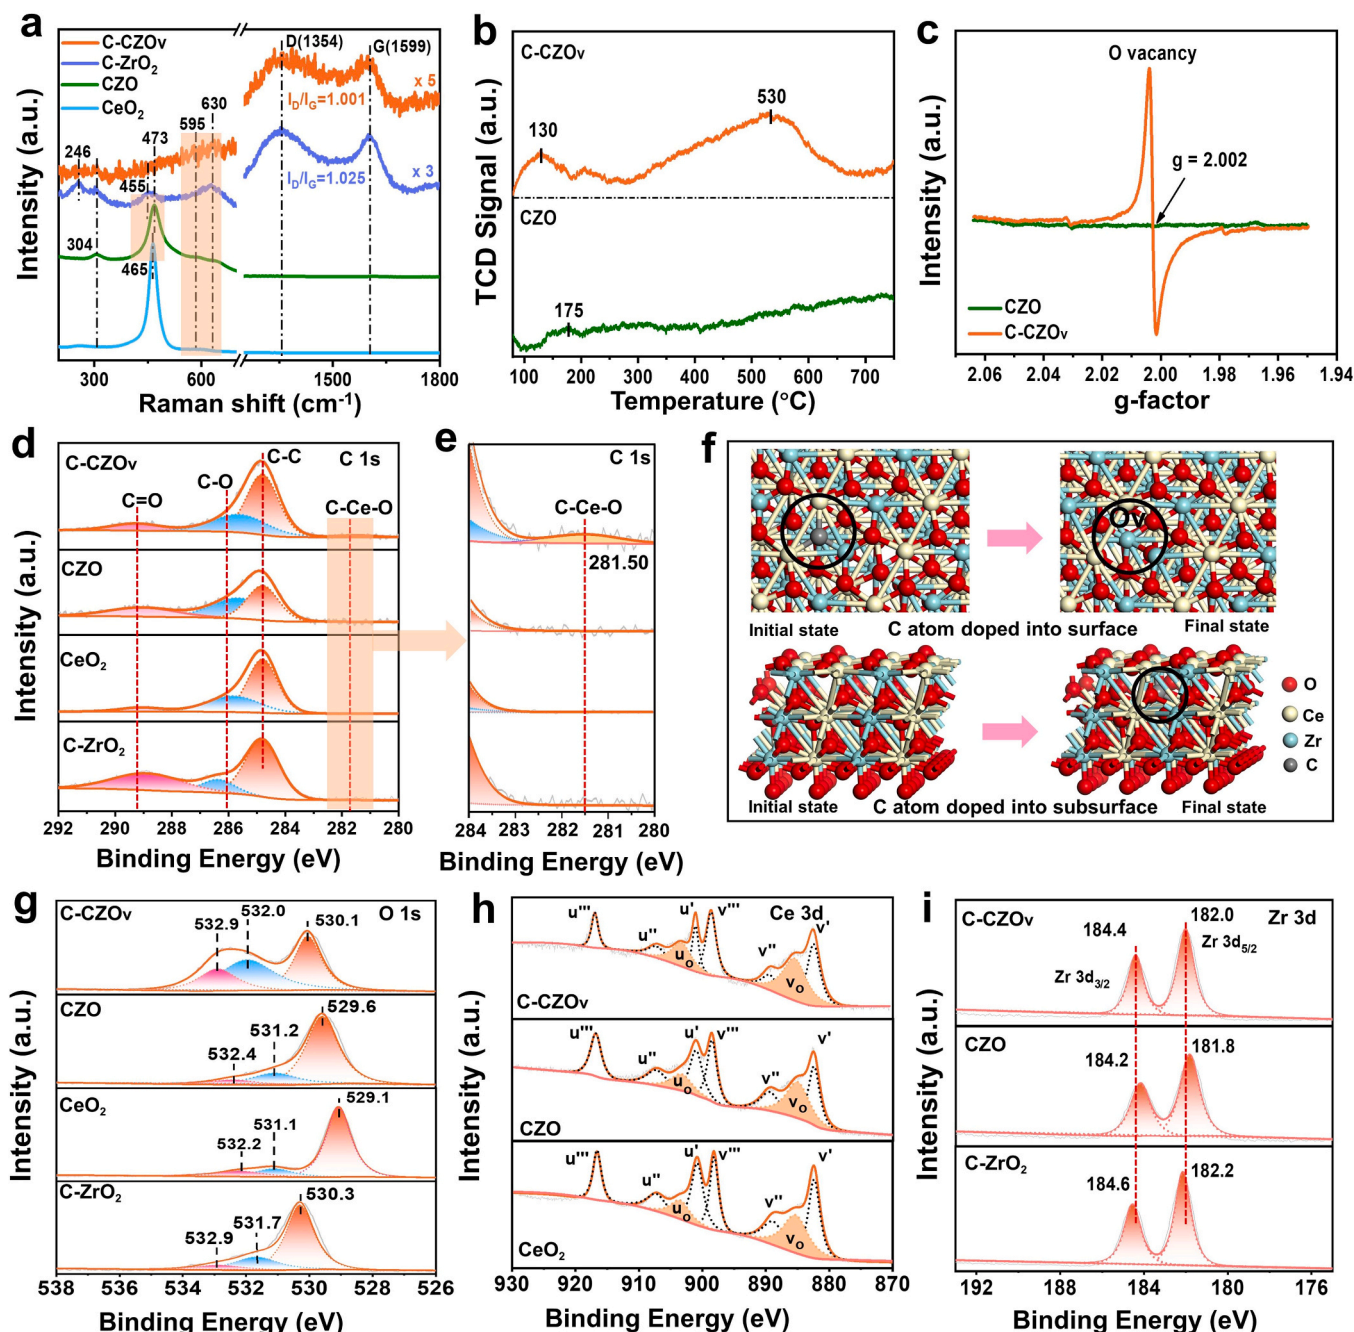 a
C-CZOv
C-ZrO₂
CZO
CeO₂
D(1354)
G(1599)
x 5
I_D/I_G=1.001
x 3
I_D/I_G=1.025
246
304
455
465
473
595
630
Intensity (a.u.)
300
600
1500
1800
Raman shift (cm⁻¹)
b
C-CZOv
130
530
CZO
175
TCD Signal (a.u.)
100
200
300
400
500
600
700
Temperature (°C)
c
O vacancy
g = 2.002
CZO
C-CZOv
Intensity (a.u.)
2.06
2.04
2.02
2.00
1.98
1.96
1.94
g-factor
d
C-CZOv
C=O
C-O
C-C
C 1s
C-Ce-O
CZO
CeO₂
C-ZrO₂
Intensity (a.u.)
292
290
288
286
284
282
280
Binding Energy (eV)
e
C 1s
C-Ce-O
281.50
284
283
282
281
280
Binding Energy (eV)
f
Ov
Initial state
C atom doped into surface
Final state
O
Ce
Zr
C
Initial state
C atom doped into subsurface
Final state
g
C-CZOv
O 1s
532.9
532.0
530.1
CZO
532.4
531.2
529.6
CeO₂
532.2
531.1
529.1
C-ZrO₂
532.9
531.7
530.3
Intensity (a.u.)
538
536
534
532
530
528
526
Binding Energy (eV)
h
Ce 3d
u'''
u''
u'
u₀
v'''
v''
v₀
v'
C-CZOv
u'''
u''
u'
u₀
v'''
v''
v₀
v'
CZO
u'''
u''
u'
u₀
v'''
v''
v₀
v'
CeO₂
Intensity (a.u.)
930
920
910
900
890
880
870
Binding Energy (eV)
i
C-CZOv
Zr 3d
184.4
182.0
Zr 3d₅/₂
Zr 3d₃/₂
CZO
184.2
181.8
C-ZrO₂
184.6
182.2
Intensity (a.u.)
192
188
184
180
176
Binding Energy (eV)